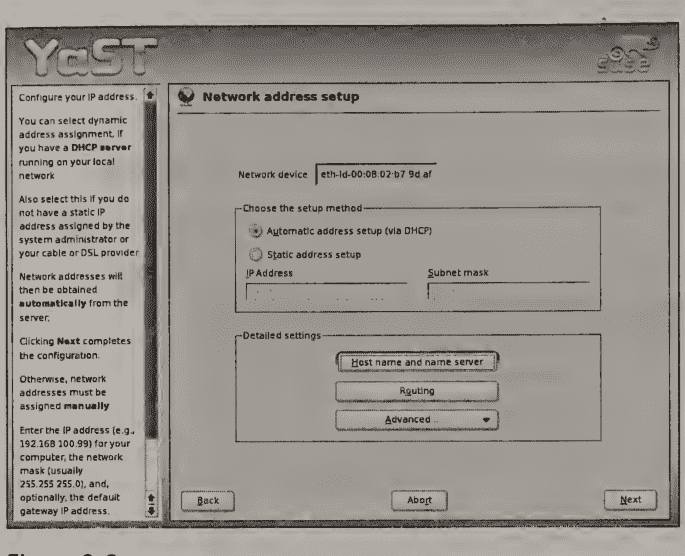 YaST
suse
Configure your IP address.
You can select dynamic
address assignment, if
you have a DHCP server
running on your local
network
Also select this if you do
not have a static IP
address assigned by the
system administrator or
your cable or DSL provider
Network addresses will
then be obtained
automatically from the
server.
Clicking Next completes
the configuration.
Otherwise, network
addresses must be
assigned manually
Enter the IP address (e.g.,
192.168 100.99) for your
computer, the network
mask (usually
255.255 255.0), and,
optionally, the default
gateway IP address.
Network address setup
Network device eth-id-00:08.02:b7 9d af
Choose the setup method
Automatic address setup (via DHCP)
Static address setup
IP Address Subnet mask
Detailed settings
Host name and name server
Routing
Advanced ..
Back Abort Next